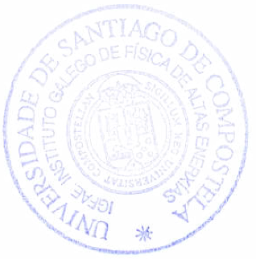 UNIVERSIDADE DE SANTIAGO DE COMPOSTELA
IGFAE INSTITUTO GALEGO DE FÍSICA DE ALTAS ENERXÍAS